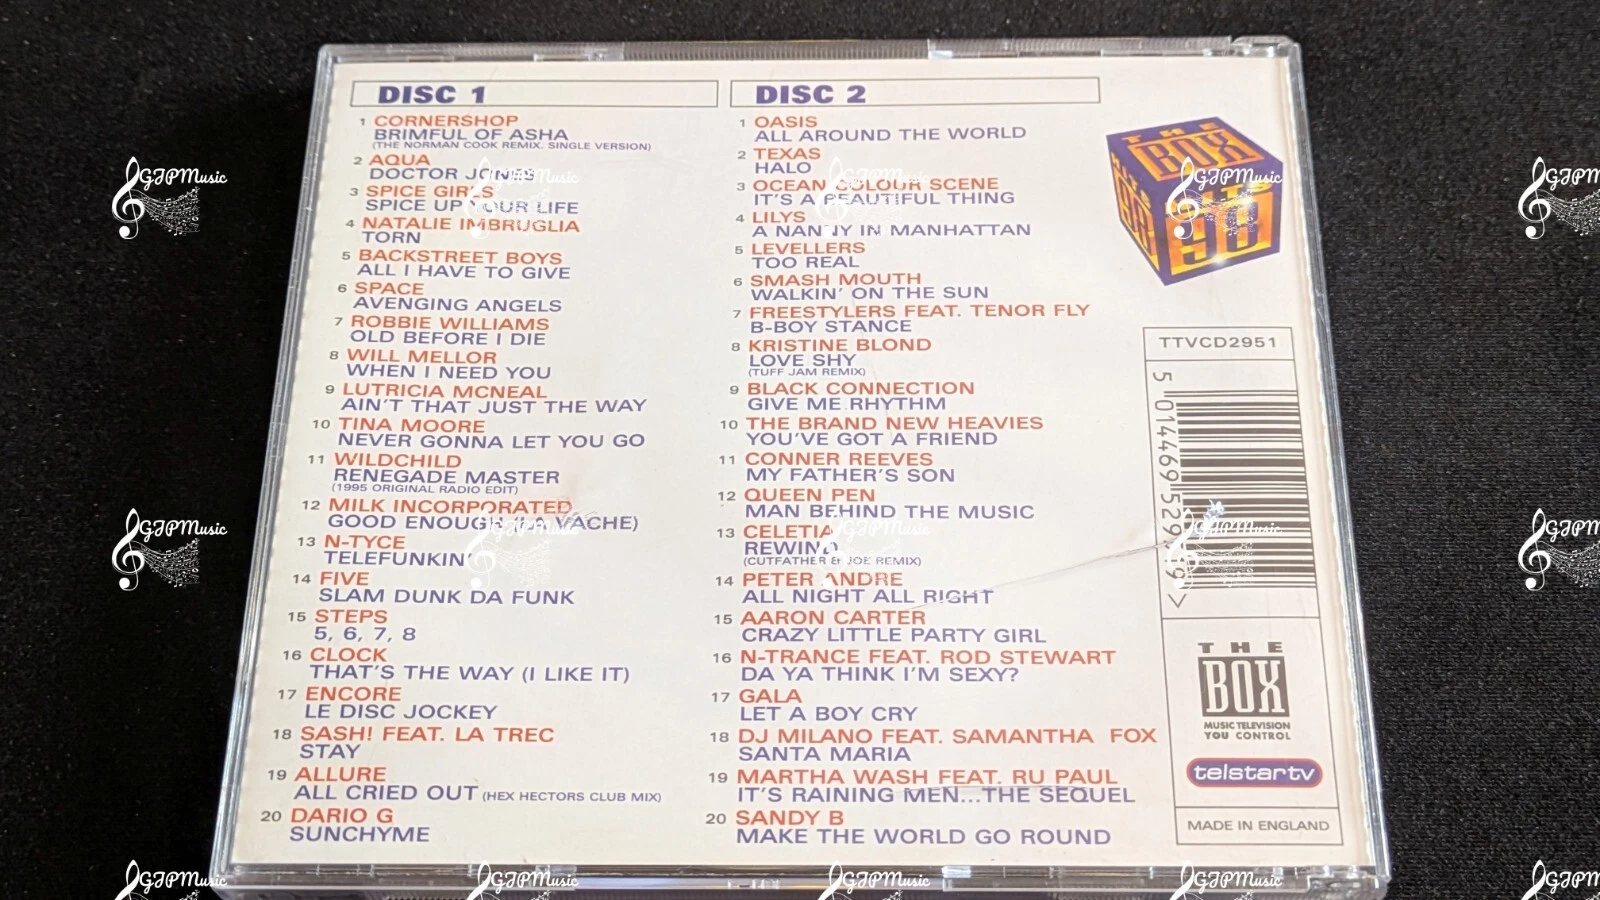 DISC 1
1 CORNERSHOP
BRIMFUL OF ASHA
(THE NORMAN COOK REMIX. SINGLE VERSION)
2 AQUA
DOCTOR JONES
3 SPICE GIRLS
SPICE UP YOUR LIFE
4 NATALIE IMBRUGLIA
TORN
5 BACKSTREET BOYS
ALL I HAVE TO GIVE
6 SPACE
AVENGING ANGELS
7 ROBBIE WILLIAMS
OLD BEFORE I DIE
8 WILL MELLOR
WHEN I NEED YOU
9 LUTRICIA MCNEAL
AIN'T THAT JUST THE WAY
10 TINA MOORE
NEVER GONNA LET YOU GO
11 WILDCHILD
RENEGADE MASTER
(1995 ORIGINAL RADIO EDIT)
12 MILK INCORPORATED
GOOD ENOUGH (LA VACHE)
13 N-TYCE
TELEFUNKIN'
14 FIVE
SLAM DUNK DA FUNK
15 STEPS
5, 6, 7, 8
16 CLOCK
THAT'S THE WAY (I LIKE IT)
17 ENCORE
LE DISC JOCKEY
18 SASH! FEAT. LA TREC
STAY
19 ALLURE
ALL CRIED OUT (HEX HECTORS CLUB MIX)
20 DARIO G
SUNCHYME
DISC 2
1 OASIS
ALL AROUND THE WORLD
2 TEXAS
HALO
3 OCEAN COLOUR SCENE
IT'S A BEAUTIFUL THING
4 LILYS
A NANNY IN MANHATTAN
5 LEVELLERS
TOO REAL
6 SMASH MOUTH
WALKIN' ON THE SUN
7 FREESTYLERS FEAT. TENOR FLY
B-BOY STANCE
8 KRISTINE BLOND
LOVE SHY
(TUFF JAM REMIX)
9 BLACK CONNECTION
GIVE ME RHYTHM
10 THE BRAND NEW HEAVIES
YOU'VE GOT A FRIEND
11 CONNER REEVES
MY FATHER'S SON
12 QUEEN PEN
MAN BEHIND THE MUSIC
13 CELETIA
REWIND
(CUTFATHER & JOE REMIX)
14 PETER ANDRE
ALL NIGHT ALL RIGHT
15 AARON CARTER
CRAZY LITTLE PARTY GIRL
16 N-TRANCE FEAT. ROD STEWART
DA YA THINK I'M SEXY?
17 GALA
LET A BOY CRY
18 DJ MILANO FEAT. SAMANTHA FOX
SANTA MARIA
19 MARTHA WASH FEAT. RU PAUL
IT'S RAINING MEN...THE SEQUEL
20 SANDY B
MAKE THE WORLD GO ROUND
THE
BOX
HITS
98
TTVCD2951
THE
BOX
MUSIC TELEVISION
YOU CONTROL
telstar tv
MADE IN ENGLAND
GJPMusic
GJPMusic
GJPMusic
GJPMusic
GJPMusic
GJPMusic
GJPMusic
GJPMusic
GJPMusic
GJPMusic